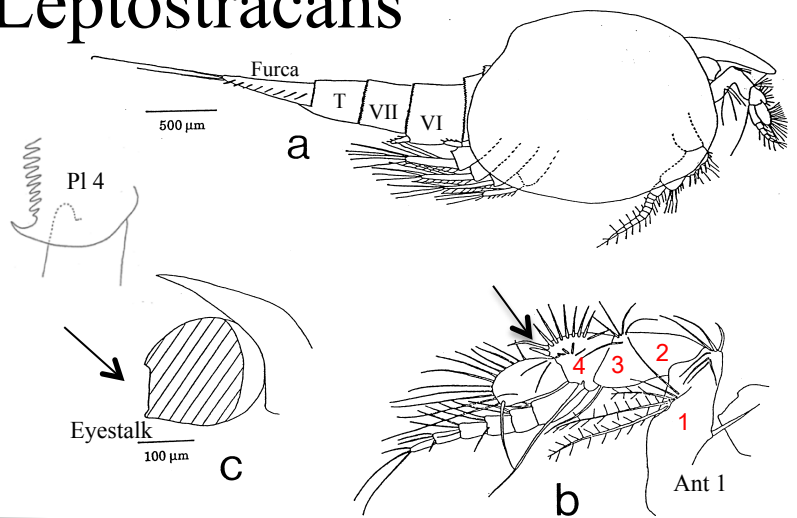 Leptostracans
Furca
T
VII
VI
500 μm
a
Pl 4
4
3
2
1
Eyestalk
100 μm
c
Ant 1
b